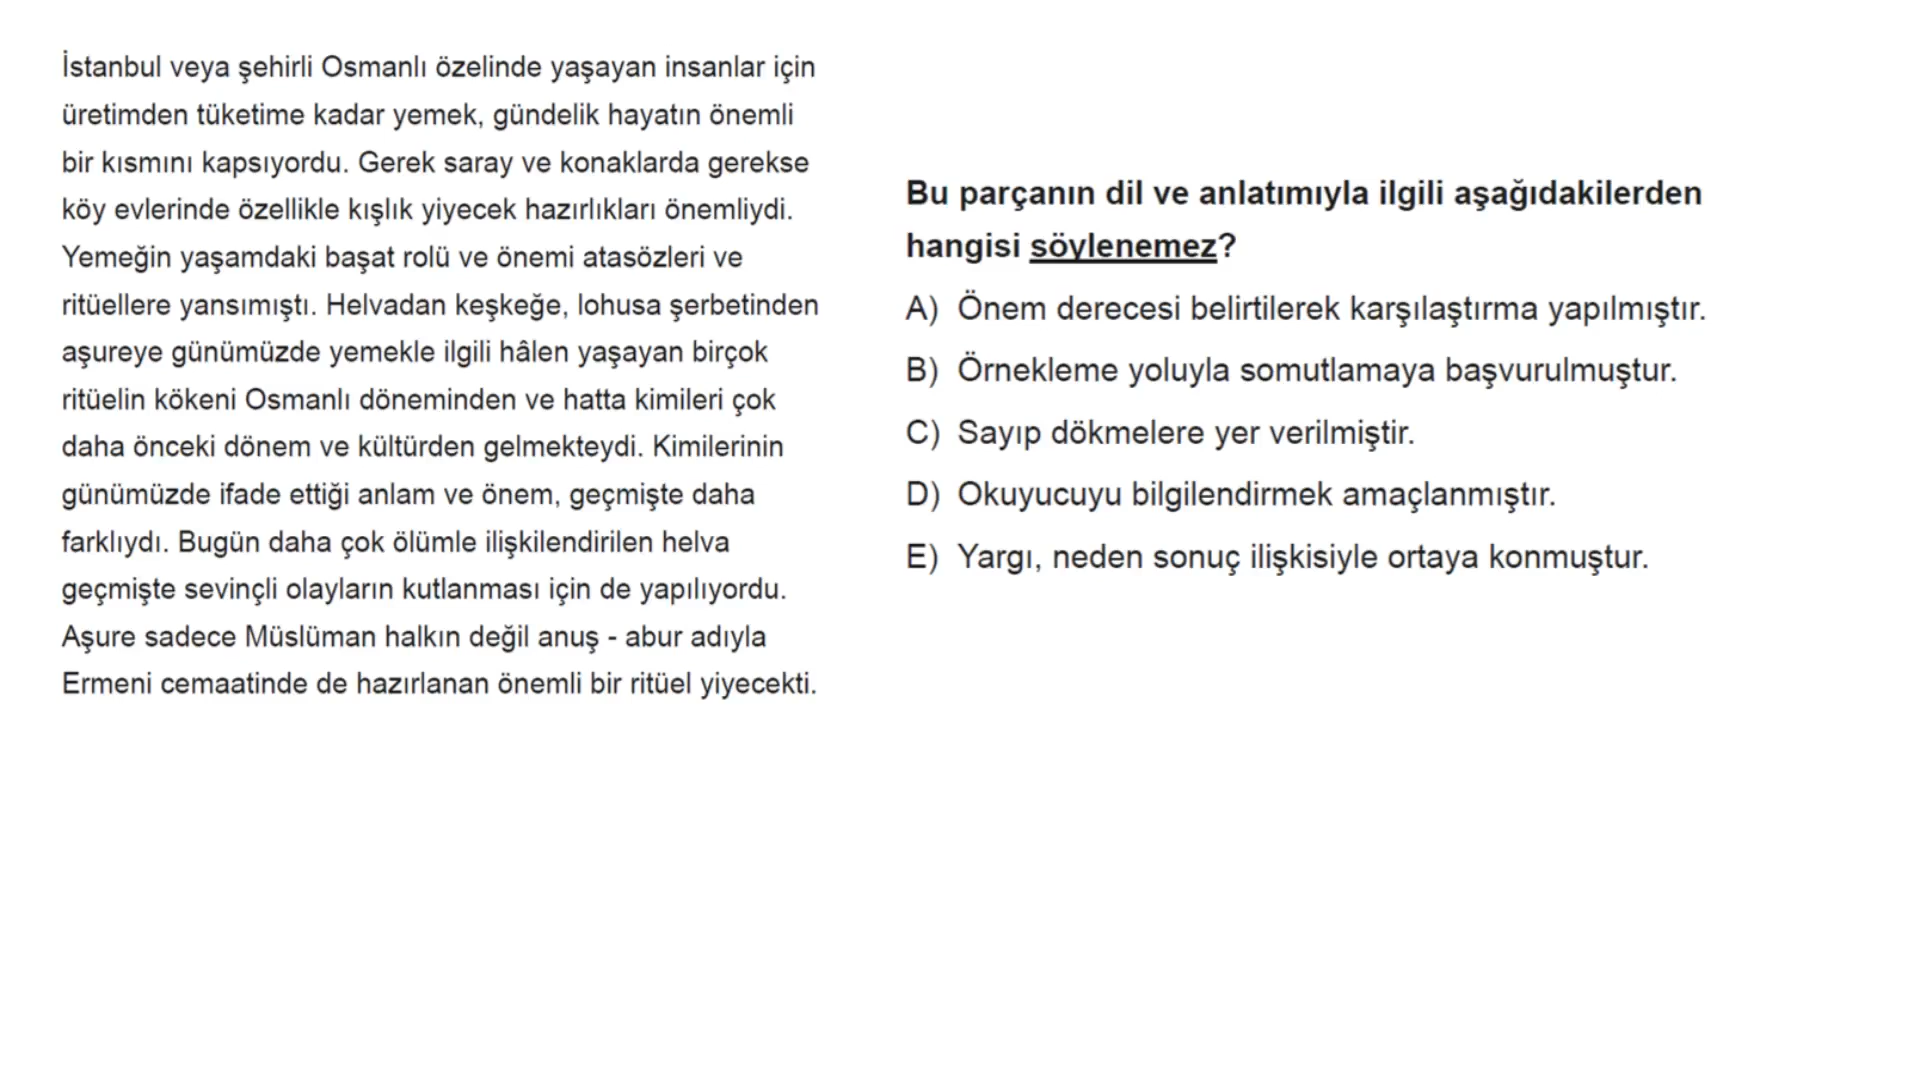 İstanbul veya şehirli Osmanlı özelinde yaşayan insanlar için
üretimden tüketime kadar yemek, gündelik hayatın önemli
bir kısmını kapsıyordu. Gerek saray ve konaklarda gerekse
köy evlerinde özellikle kışlık yiyecek hazırlıkları önemliydi.
Yemeğin yaşamdaki başat rolü ve önemi atasözleri ve
ritüellere yansımıştı. Helvadan keşkeğe, lohusa şerbetinden
aşureye günümüzde yemekle ilgili hâlen yaşayan birçok
ritüelin kökeni Osmanlı döneminden ve hatta kimileri çok
daha önceki dönem ve kültürden gelmekteydi. Kimilerinin
günümüzde ifade ettiği anlam ve önem, geçmişte daha
farklıydı. Bugün daha çok ölümle ilişkilendirilen helva
geçmişte sevinçli olayların kutlanması için de yapılıyordu.
Aşure sadece Müslüman halkın değil anuş - abur adıyla
Ermeni cemaatinde de hazırlanan önemli bir ritüel yiyecekti.
Bu parçanın dil ve anlatımıyla ilgili aşağıdakilerden
hangisi söylenemez?
A) Önem derecesi belirtilerek karşılaştırma yapılmıştır.
B) Örnekleme yoluyla somutlamaya başvurulmuştur.
C) Sayıp dökmelere yer verilmiştir.
D) Okuyucuyu bilgilendirmek amaçlanmıştır.
E) Yargı, neden sonuç ilişkisiyle ortaya konmuştur.